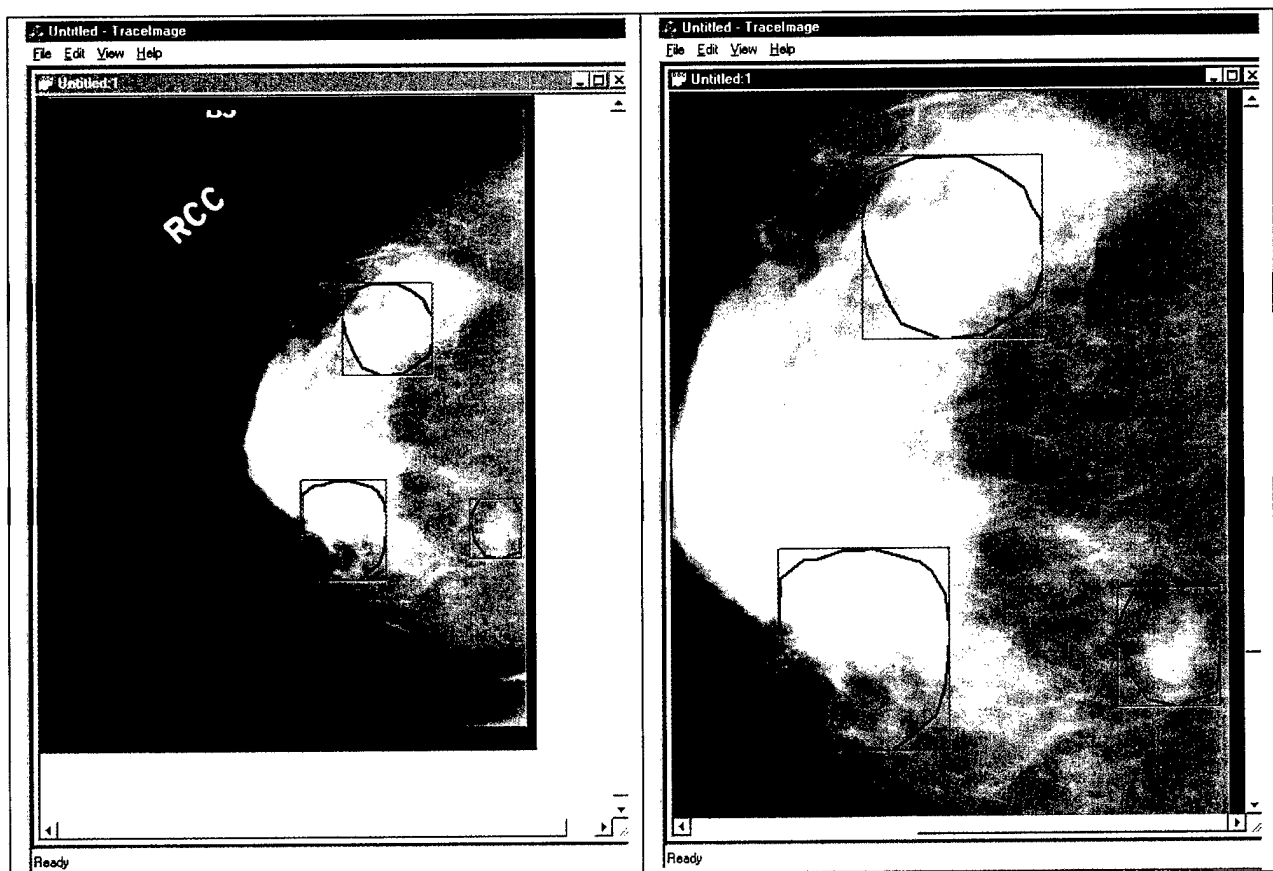 Untitled - TraceImage
File Edit View Help
Untitled:1
RCC
Ready
Untitled - TraceImage
File Edit View Help
Untitled:1
Ready